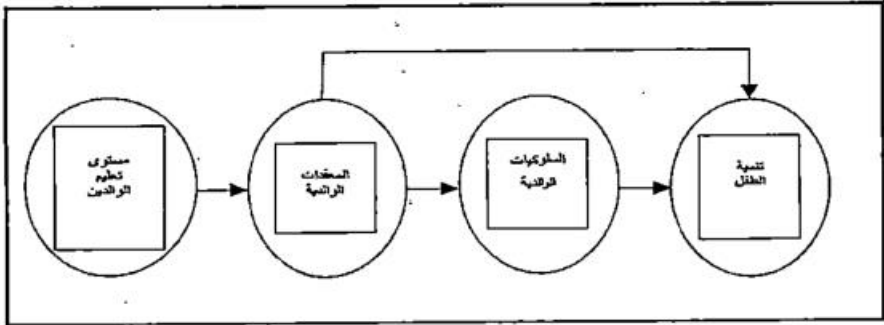 مستوى
تعليم
الوالدين
المعتقدات
الوالدية
السلوكيات
الوالدية
تنمية
الطفل